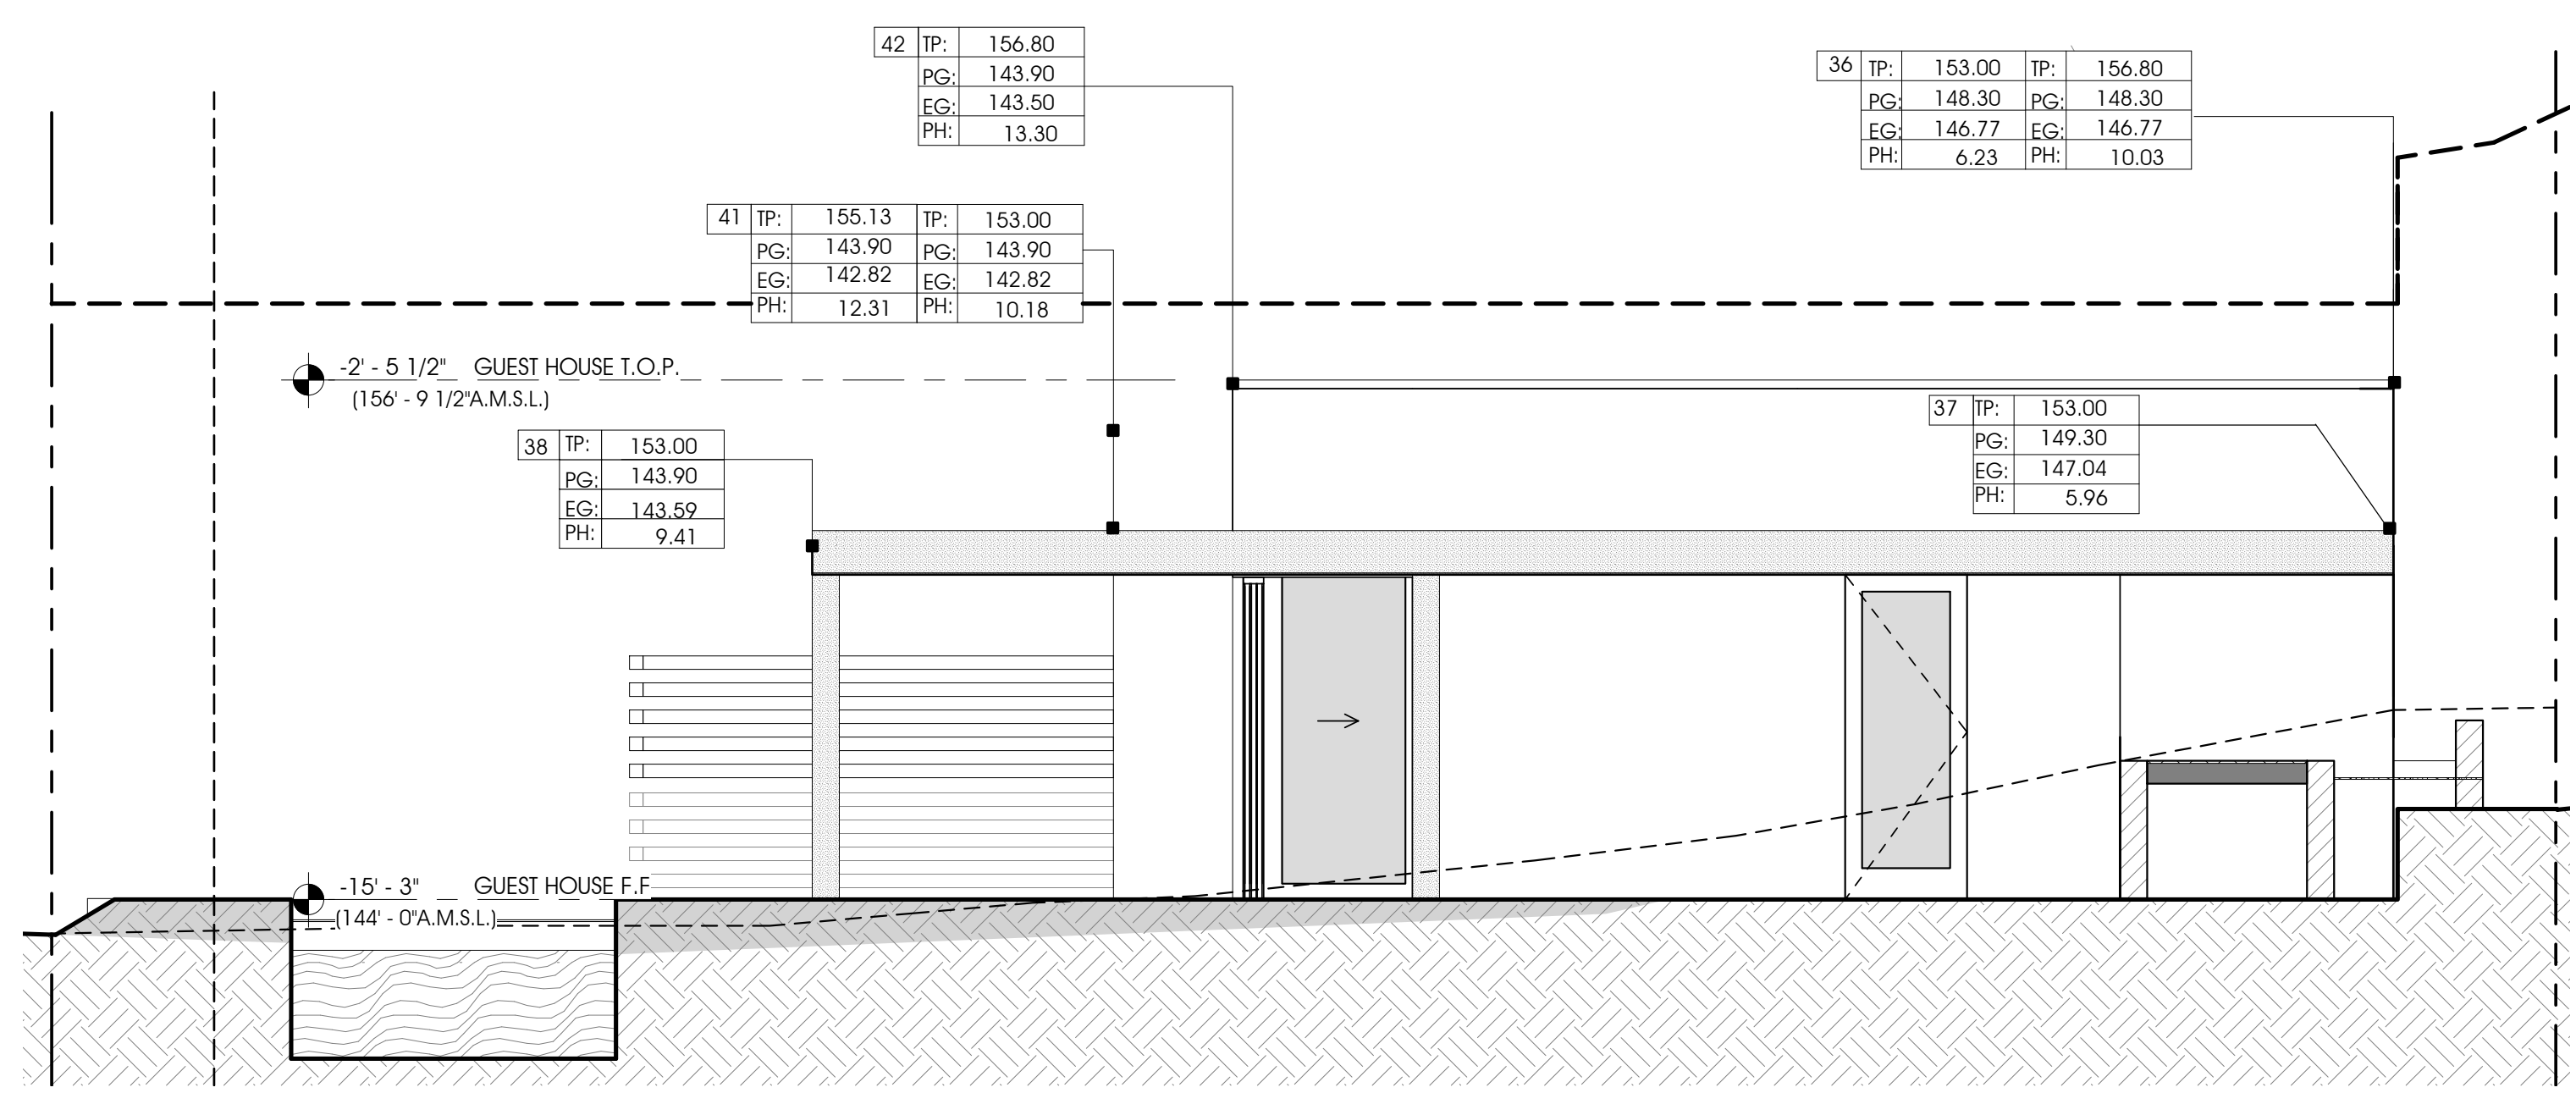 42 TP: 156.80
PG: 143.90
EG: 143.50
PH: 13.30
36 TP: 153.00 TP: 156.80
PG: 148.30 PG: 148.30
EG: 146.77 EG: 146.77
PH: 6.23 PH: 10.03
41 TP: 155.13 TP: 153.00
PG: 143.90 PG: 143.90
EG: 142.82 EG: 142.82
PH: 12.31 PH: 10.18
-2' - 5 1/2" GUEST HOUSE T.O.P.
(156' - 9 1/2"A.M.S.L.)
37 TP: 153.00
PG: 149.30
EG: 147.04
PH: 5.96
38 TP: 153.00
PG: 143.90
EG: 143.59
PH: 9.41
-15' - 3" GUEST HOUSE F.F
(144' - 0"A.M.S.L.)